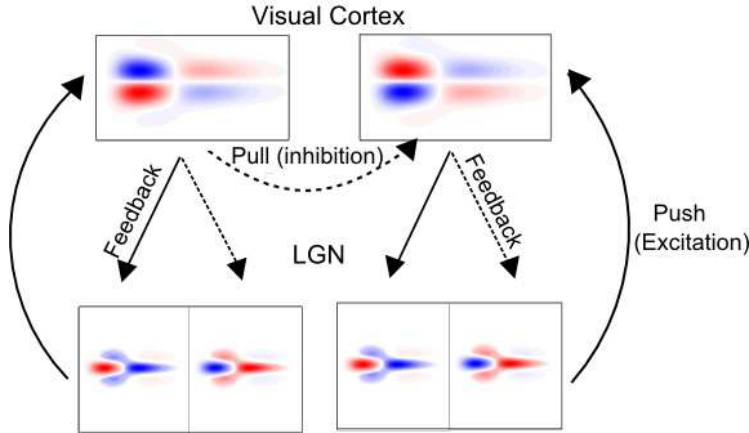 Visual Cortex
Pull (inhibition)
Feedback
Feedback
LGN
Push
(Excitation)